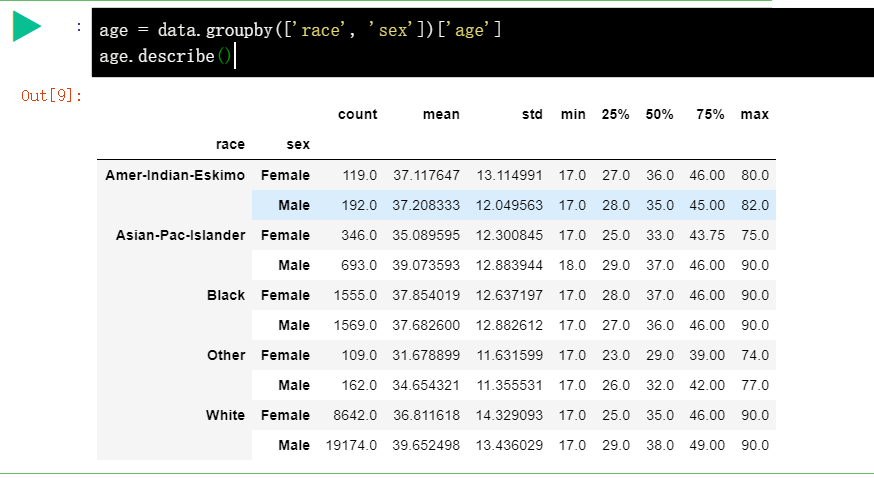 : age = data.groupby(['race', 'sex'])['age']
age.describe()
Out[9]:
count mean std min 25% 50% 75% max
race sex
Amer-Indian-Eskimo Female 119.0 37.117647 13.114991 17.0 27.0 36.0 46.00 80.0
Male 192.0 37.208333 12.049563 17.0 28.0 35.0 45.00 82.0
Asian-Pac-Islander Female 346.0 35.089595 12.300845 17.0 25.0 33.0 43.75 75.0
Male 693.0 39.073593 12.883944 18.0 29.0 37.0 46.00 90.0
Black Female 1555.0 37.854019 12.637197 17.0 28.0 37.0 46.00 90.0
Male 1569.0 37.682600 12.882612 17.0 27.0 36.0 46.00 90.0
Other Female 109.0 31.678899 11.631599 17.0 23.0 29.0 39.00 74.0
Male 162.0 34.654321 11.355531 17.0 26.0 32.0 42.00 77.0
White Female 8642.0 36.811618 14.329093 17.0 25.0 35.0 46.00 90.0
Male 19174.0 39.652498 13.436029 17.0 29.0 38.0 49.00 90.0